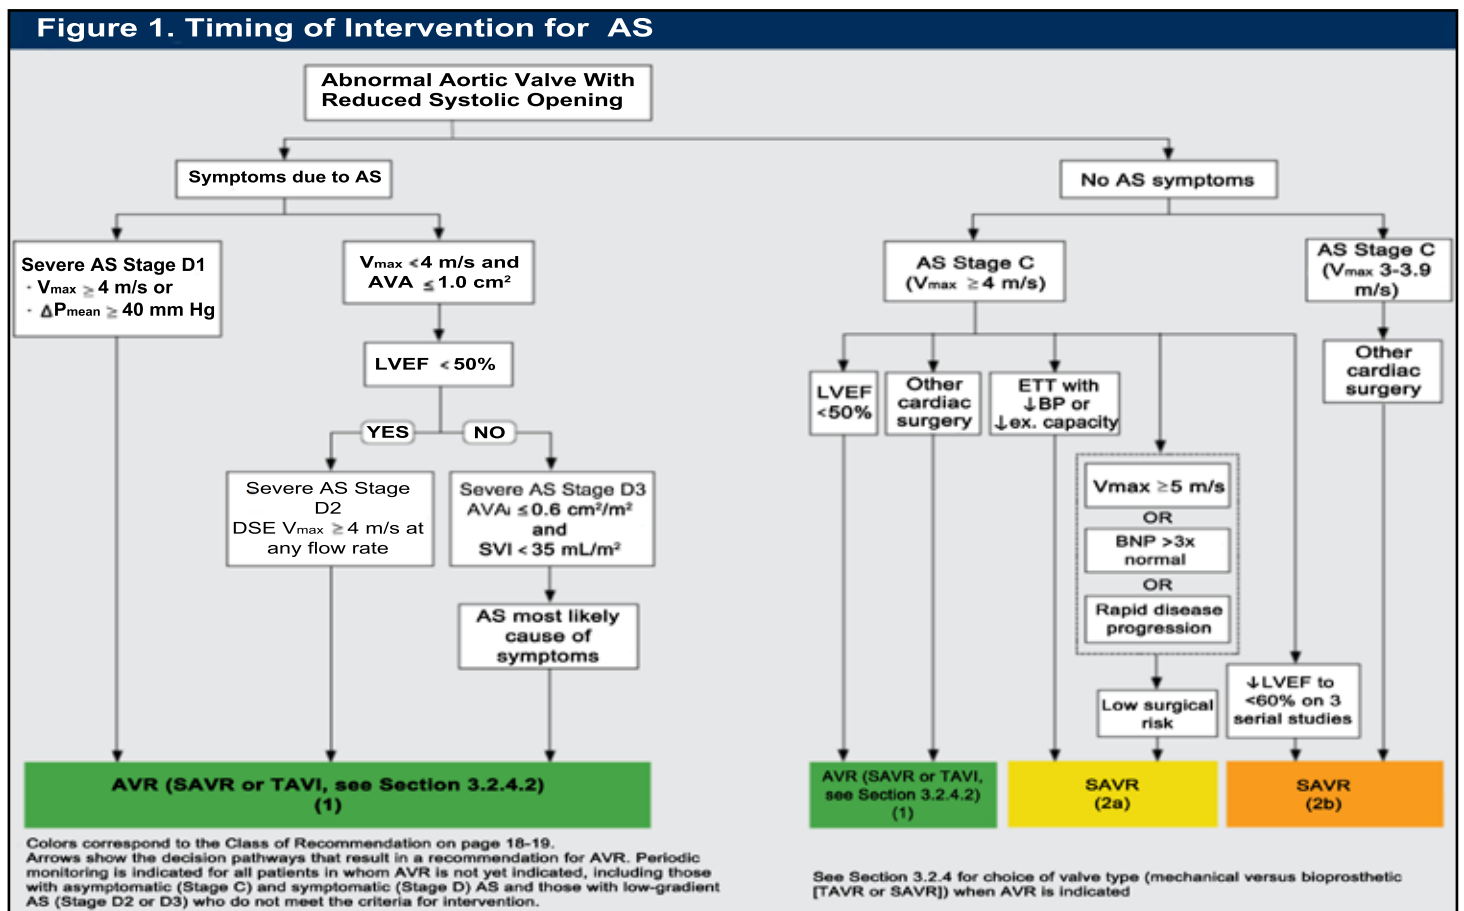 Figure 1. Timing of Intervention for AS
Abnormal Aortic Valve With
Reduced Systolic Opening
Symptoms due to AS
No AS symptoms
Severe AS Stage D1
· Vmax ≥ 4 m/s or
· ΔPmean ≥ 40 mm Hg
Vmax <4 m/s and
AVA ≤1.0 cm²
LVEF <50%
YES
NO
Severe AS Stage
D2
DSE Vmax ≥4 m/s at
any flow rate
Severe AS Stage D3
AVAi ≤0.6 cm²/m²
and
SVI <35 mL/m²
AS most likely
cause of
symptoms
AVR (SAVR or TAVI, see Section 3.2.4.2)
(1)
AS Stage C
(Vmax ≥4 m/s)
AS Stage C
(Vmax 3-3.9
m/s)
LVEF
<50%
Other
cardiac
surgery
ETT with
↓BP or
↓ex. capacity
Vmax ≥5 m/s
OR
BNP >3x
normal
OR
Rapid disease
progression
Low surgical
risk
↓LVEF to
<60% on 3
serial studies
Other
cardiac
surgery
AVR (SAVR or TAVI,
see Section 3.2.4.2)
(1)
SAVR
(2a)
SAVR
(2b)
Colors correspond to the Class of Recommendation on page 18-19.
Arrows show the decision pathways that result in a recommendation for AVR. Periodic
monitoring is indicated for all patients in whom AVR is not yet indicated, including those
with asymptomatic (Stage C) and symptomatic (Stage D) AS and those with low-gradient
AS (Stage D2 or D3) who do not meet the criteria for intervention.
See Section 3.2.4 for choice of valve type (mechanical versus bioprosthetic
[TAVR or SAVR]) when AVR is indicated